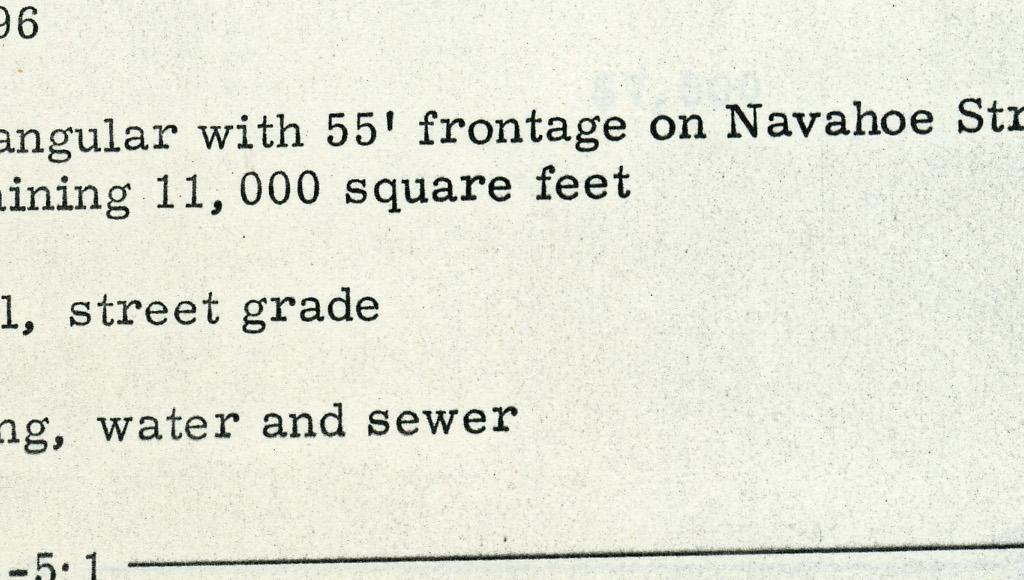 96
angular with 55' frontage on Navahoe Str
aining 11,000 square feet
l, street grade
ng, water and sewer
-5:1